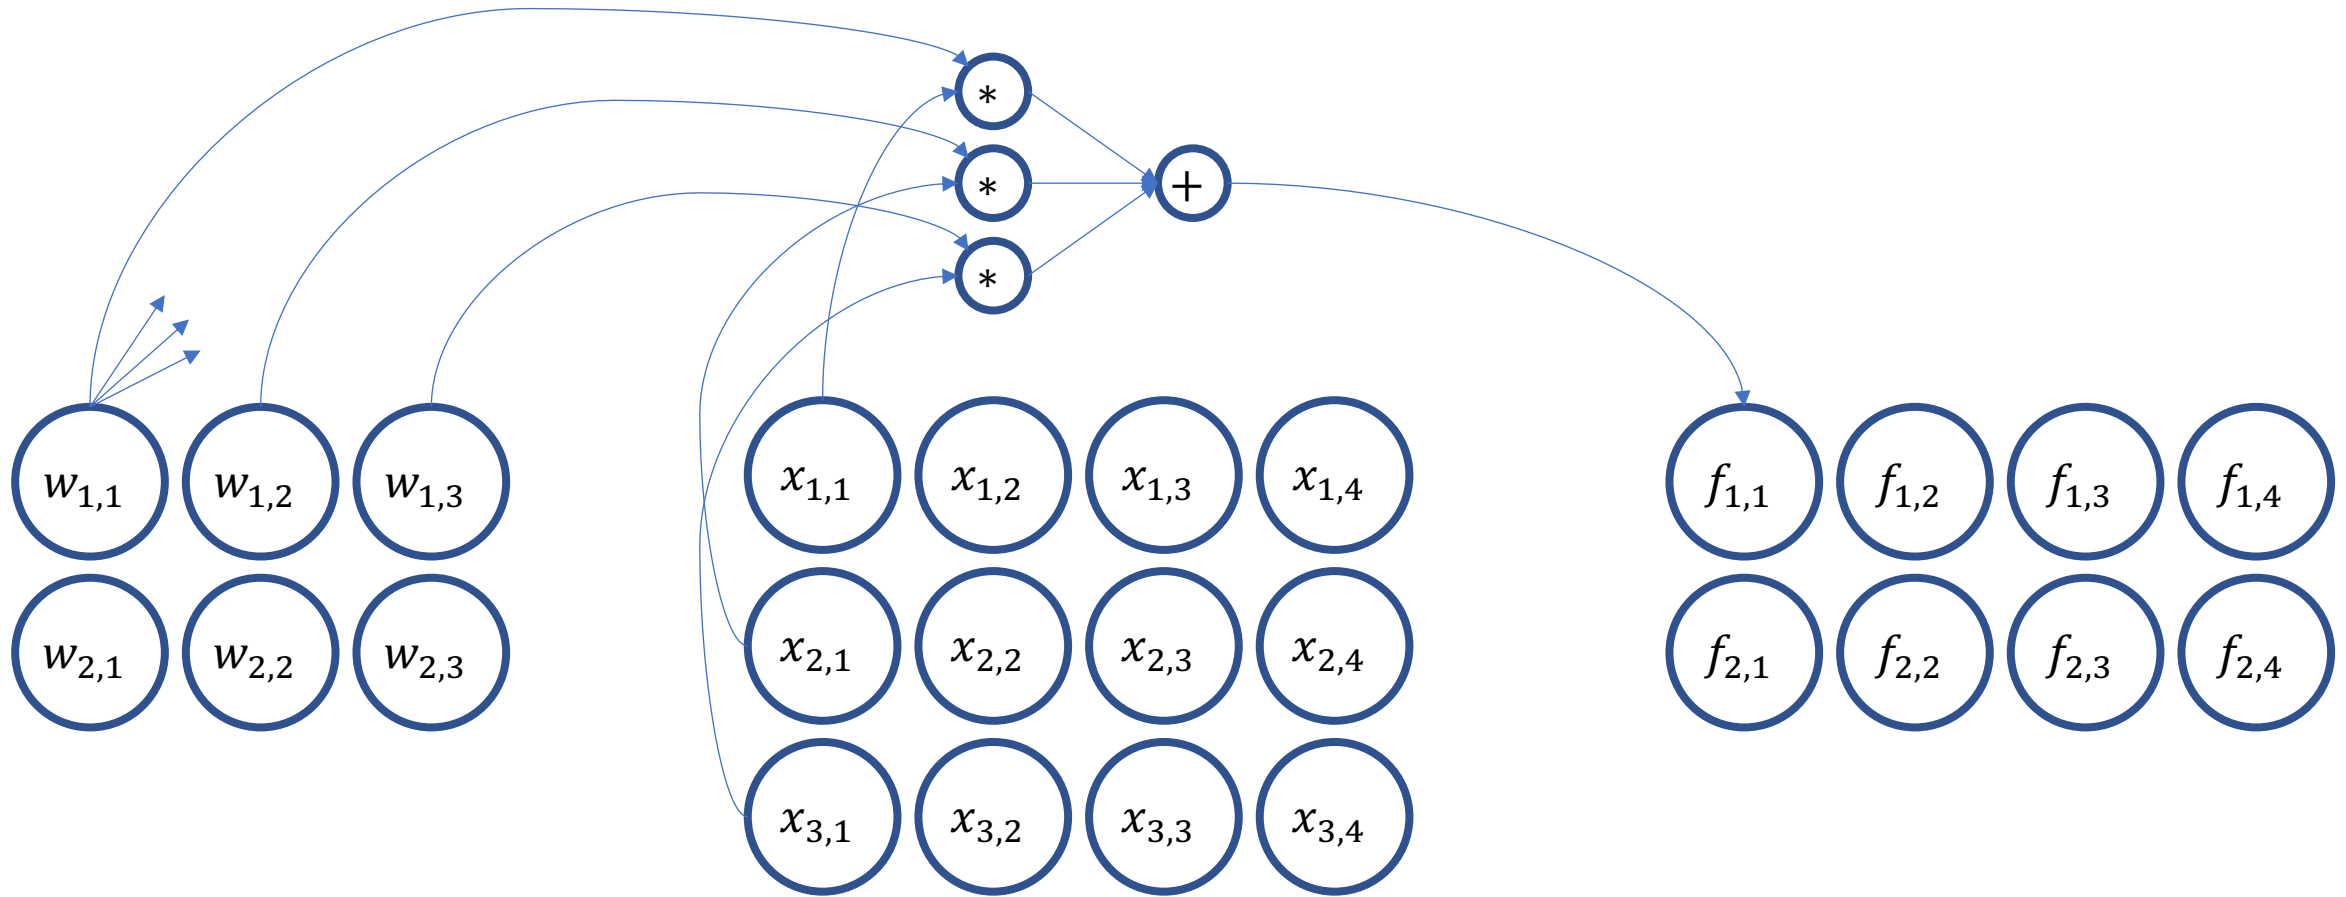 *
*
+
*
w1,1 w1,2 w1,3 x1,1 x1,2 x1,3 x1,4 f1,1 f1,2 f1,3 f1,4
w2,1 w2,2 w2,3 x2,1 x2,2 x2,3 x2,4 f2,1 f2,2 f2,3 f2,4
x3,1 x3,2 x3,3 x3,4